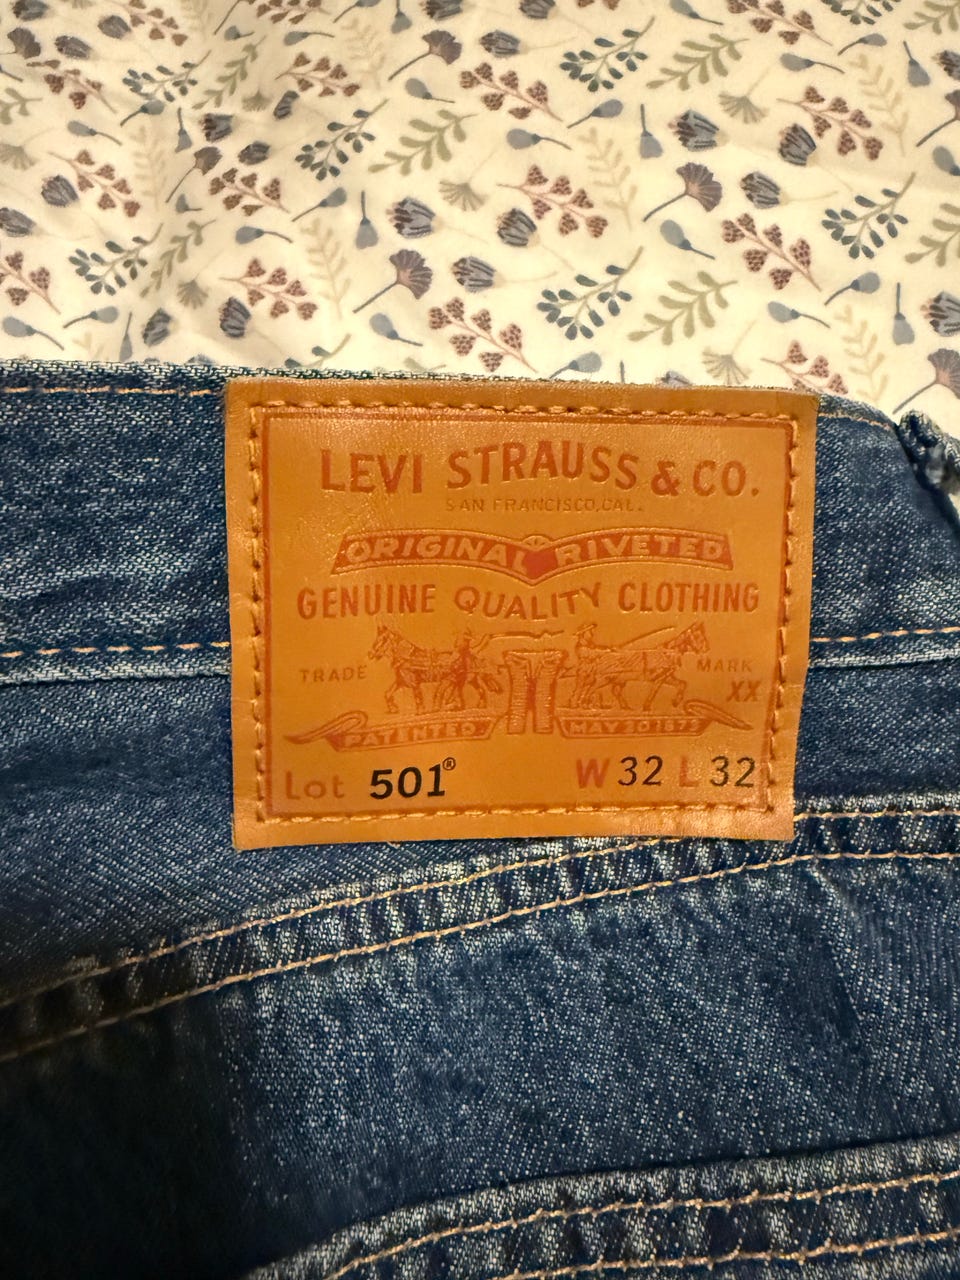 LEVI STRAUSS & CO.
SAN FRANCISCO, CAL.
ORIGINAL RIVETED
GENUINE QUALITY CLOTHING
TRADE MARK
XX
PATENTED MAY 20 1873
Lot 501® W 32 L 32